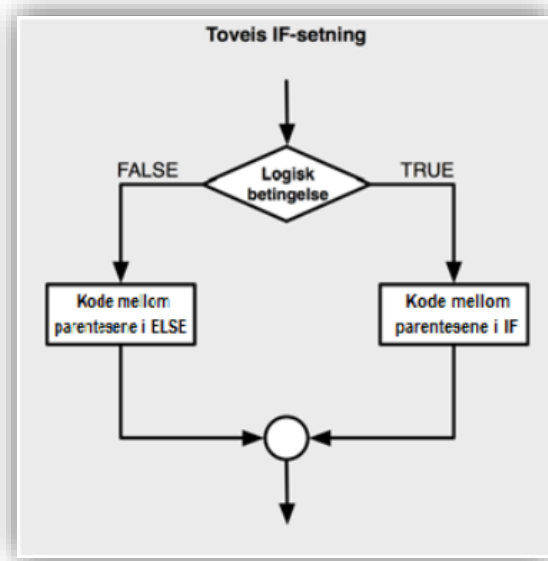 Toveis IF-setning
FALSE
Logisk
betingelse
TRUE
Kode mellom
parentesene i ELSE
Kode mellom
parentesene i IF